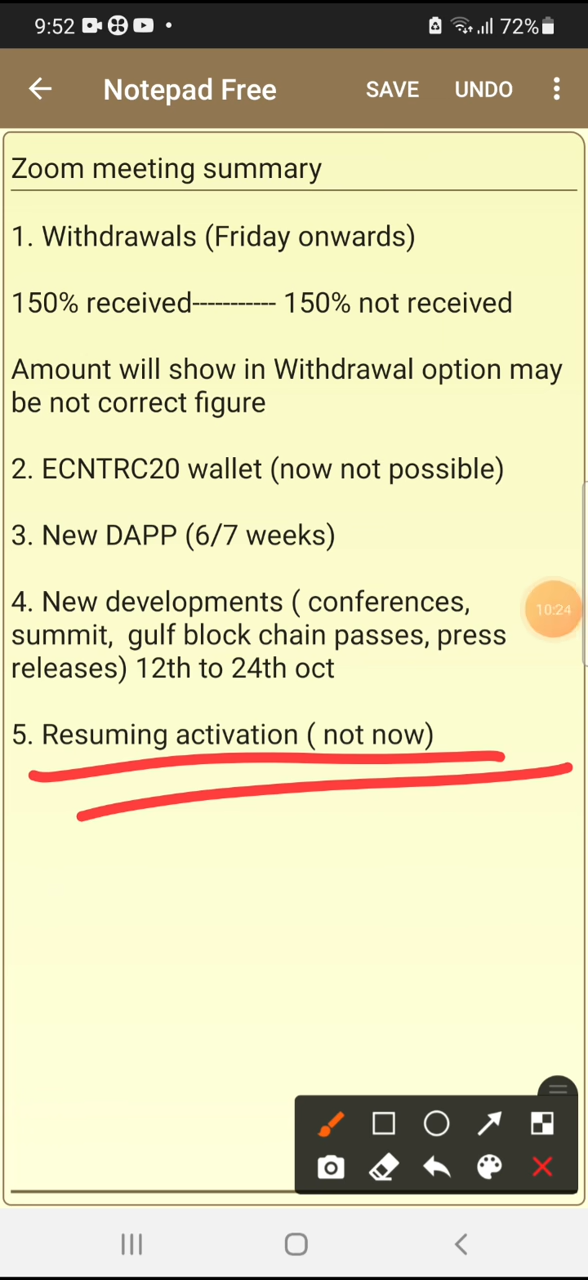 9:52 72%
Notepad Free SAVE UNDO
Zoom meeting summary
1. Withdrawals (Friday onwards)
150% received----------- 150% not received
Amount will show in Withdrawal option may
be not correct figure
2. ECNTRC20 wallet (now not possible)
3. New DAPP (6/7 weeks)
4. New developments ( conferences,
10:24
summit,  gulf block chain passes, press
releases) 12th to 24th oct
5. Resuming activation ( not now)